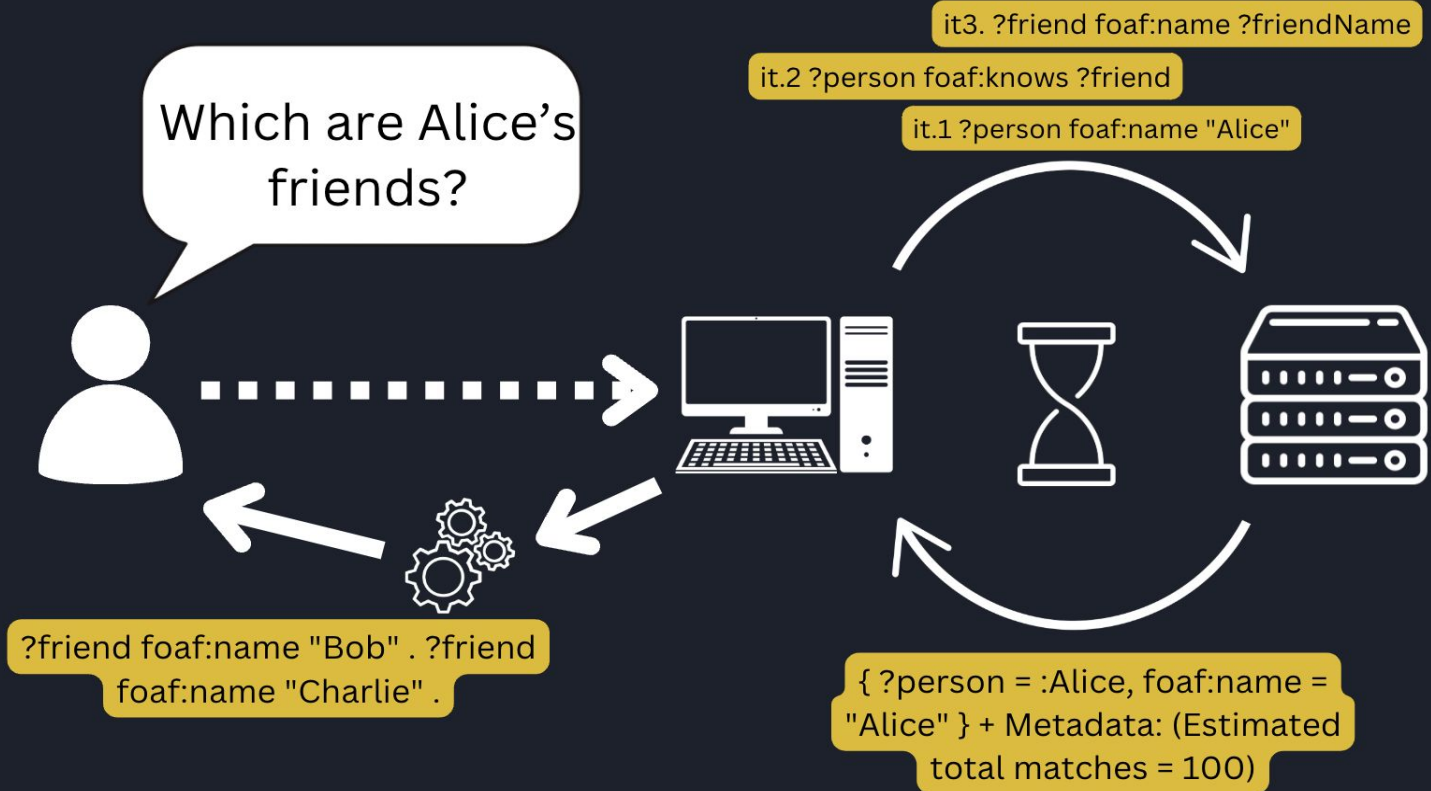 Which are Alice’s
friends?
it3. ?friend foaf:name ?friendName
it.2 ?person foaf:knows ?friend
it.1 ?person foaf:name "Alice"
?friend foaf:name "Bob" . ?friend
foaf:name "Charlie" .
{ ?person = :Alice, foaf:name =
"Alice" } + Metadata: (Estimated
total matches = 100)